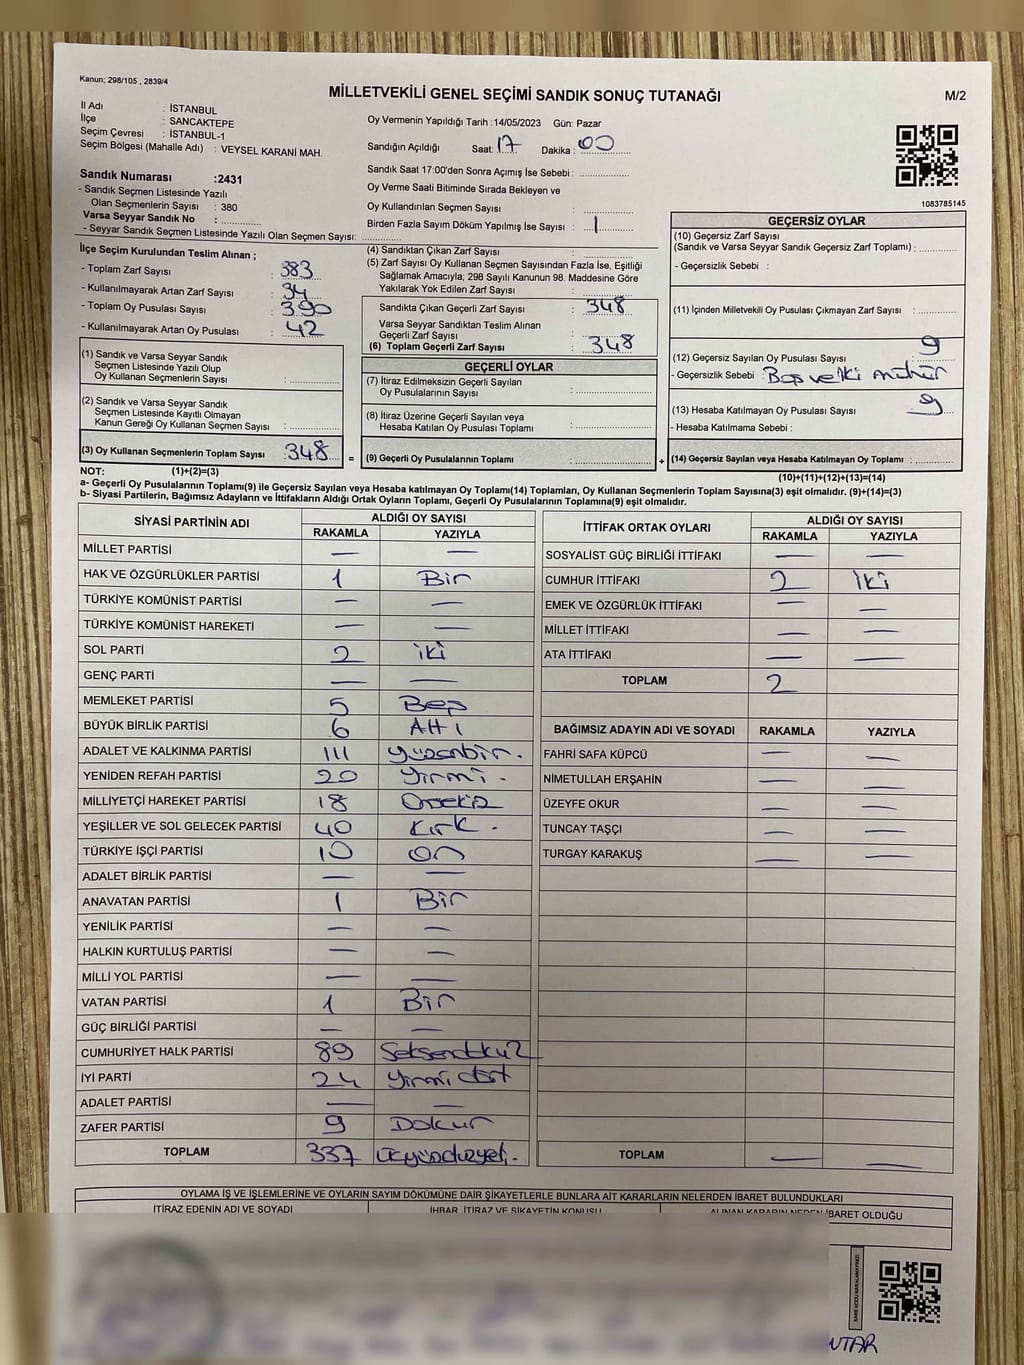 Kanun; 298/105 , 2839/4
MİLLETVEKİLİ GENEL SEÇİMİ SANDIK SONUÇ TUTANAĞI
M/2
İl Adı : İSTANBUL
İlçe : SANCAKTEPE
Seçim Çevresi : İSTANBUL-1
Seçim Bölgesi (Mahalle Adı) : VEYSEL KARANİ MAH.
Sandık Numarası :2431
- Sandık Seçmen Listesinde Yazılı
Olan Seçmenlerin Sayısı : 380
Varsa Seyyar Sandık No :
- Seyyar Sandık Seçmen Listesinde Yazılı Olan Seçmen Sayısı:
Oy Vermenin Yapıldığı Tarih :14/05/2023 Gün: Pazar
Sandığın Açıldığı Saat: 17 Dakika : 00
Sandık Saat 17:00'den Sonra Açımış İse Sebebi :
Oy Verme Saati Bitiminde Sırada Bekleyen ve
Oy Kullandırılan Seçmen Sayısı :
Birden Fazla Sayım Döküm Yapılmış İse Sayısı : 1
1083785145
İlçe Seçim Kurulundan Teslim Alınan ;
- Toplam Zarf Sayısı : 383
- Kullanılmayarak Artan Zarf Sayısı : 34
- Toplam Oy Pusulası Sayısı : 390
- Kullanılmayarak Artan Oy Pusulası : 42
(1) Sandık ve Varsa Seyyar Sandık
Seçmen Listesinde Yazılı Olup
Oy Kullanan Seçmenlerin Sayısı :
(2) Sandık ve Varsa Seyyar Sandık
Seçmen Listesinde Kayıtlı Olmayan
Kanun Gereği Oy Kullanan Seçmen Sayısı :
(3) Oy Kullanan Seçmenlerin Toplam Sayısı : 348 =
(4) Sandıktan Çıkan Zarf Sayısı :
(5) Zarf Sayısı Oy Kullanan Seçmen Sayısından Fazla İse, Eşitliği
Sağlamak Amacıyla; 298 Sayılı Kanunun 98. Maddesine Göre
Yakılarak Yok Edilen Zarf Sayısı :
Sandıkta Çıkan Geçerli Zarf Sayısı : 348
Varsa Seyyar Sandıktan Teslim Alınan
Geçerli Zarf Sayısı :
(6) Toplam Geçerli Zarf Sayısı : 348
GEÇERLİ OYLAR
(7) İtiraz Edilmeksizin Geçerli Sayılan
Oy Pusulalarının Sayısı :
(8) İtiraz Üzerine Geçerli Sayılan veya
Hesaba Katılan Oy Pusulası Toplamı :
(9) Geçerli Oy Pusulalarının Toplamı : +
GEÇERSİZ OYLAR
(10) Geçersiz Zarf Sayısı
(Sandık ve Varsa Seyyar Sandık Geçersiz Zarf Toplamı) :
- Geçersizlik Sebebi :
(11) İçinden Milletvekili Oy Pusulası Çıkmayan Zarf Sayısı :
(12) Geçersiz Sayılan Oy Pusulası Sayısı : 9
- Geçersizlik Sebebi : Boş ve İki mühür
(13) Hesaba Katılmayan Oy Pusulası Sayısı : 9
- Hesaba Katılmama Sebebi :
(14) Geçersiz Sayılan veya Hesaba Katılmayan Oy Toplamı :
NOT: (1)+(2)=(3)
(10)+(11)+(12)+(13)=(14)
a- Geçerli Oy Pusulalarının Toplamı(9) ile Geçersiz Sayılan veya Hesaba katılmayan Oy Toplamı(14) Toplamları, Oy Kullanan Seçmenlerin Toplam Sayısına(3) eşit olmalıdır. (9)+(14)=(3)
b- Siyasi Partilerin, Bağımsız Adayların ve İttifakların Aldığı Ortak Oyların Toplamı, Geçerli Oy Pusulalarının Toplamına(9) eşit olmalıdır.
SİYASİ PARTİNİN ADI ALDIĞI OY SAYISI
RAKAMLA YAZIYLA
MİLLET PARTİSİ — —
HAK VE ÖZGÜRLÜKLER PARTİSİ 1 Bir
TÜRKİYE KOMÜNİST PARTİSİ — —
TÜRKİYE KOMÜNİST HAREKETİ — —
SOL PARTİ 2 iki
GENÇ PARTİ — —
MEMLEKET PARTİSİ 5 Beş
BÜYÜK BİRLİK PARTİSİ 6 Altı
ADALET VE KALKINMA PARTİSİ 111 yüzonbir.
YENİDEN REFAH PARTİSİ 20 yirmi.
MİLLİYETÇİ HAREKET PARTİSİ 18 Onsekiz
YEŞİLLER VE SOL GELECEK PARTİSİ 40 Kırk.
TÜRKİYE İŞÇİ PARTİSİ 10 On
ADALET BİRLİK PARTİSİ — —
ANAVATAN PARTİSİ 1 Bir
YENİLİK PARTİSİ — —
HALKIN KURTULUŞ PARTİSİ — —
MİLLİ YOL PARTİSİ — —
VATAN PARTİSİ 1 Bir
GÜÇ BİRLİĞİ PARTİSİ — —
CUMHURİYET HALK PARTİSİ 89 Seksendokuz
İYİ PARTİ 24 yirmi dört
ADALET PARTİSİ — —
ZAFER PARTİSİ 9 Dokuz
TOPLAM 337 üçyüzotuzyedi.
İTTİFAK ORTAK OYLARI ALDIĞI OY SAYISI
RAKAMLA YAZIYLA
SOSYALİST GÜÇ BİRLİĞİ İTTİFAKI — —
CUMHUR İTTİFAKI 2 iki
EMEK VE ÖZGÜRLÜK İTTİFAKI — —
MİLLET İTTİFAKI — —
ATA İTTİFAKI — —
TOPLAM 2
BAĞIMSIZ ADAYIN ADI VE SOYADI RAKAMLA YAZIYLA
FAHRİ SAFA KÜPCÜ — —
NİMETULLAH ERŞAHİN — —
ÜZEYFE OKUR — —
TUNCAY TAŞÇI — —
TURGAY KARAKUŞ — —
TOPLAM — —
OYLAMA İŞ VE İŞLEMLERİNE VE OYLARIN SAYIM DÖKÜMÜNE DAİR ŞİKAYETLERLE BUNLARA AİT KARARLARIN NELERDEN İBARET BULUNDUKLARI
İTİRAZ EDENİN ADI VE SOYADI İHBAR, İTİRAZ VE ŞİKAYETİN KONUSU ALINAN KARARIN NEDEN İBARET OLDUĞU